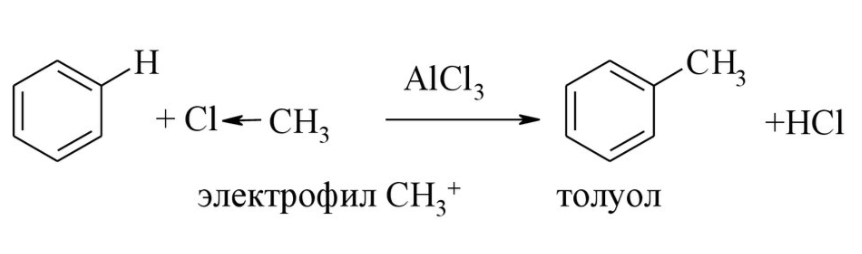 H
AlCl₃
CH₃
+ Cl←CH₃
+HCl
электрофил CH₃⁺
толуол